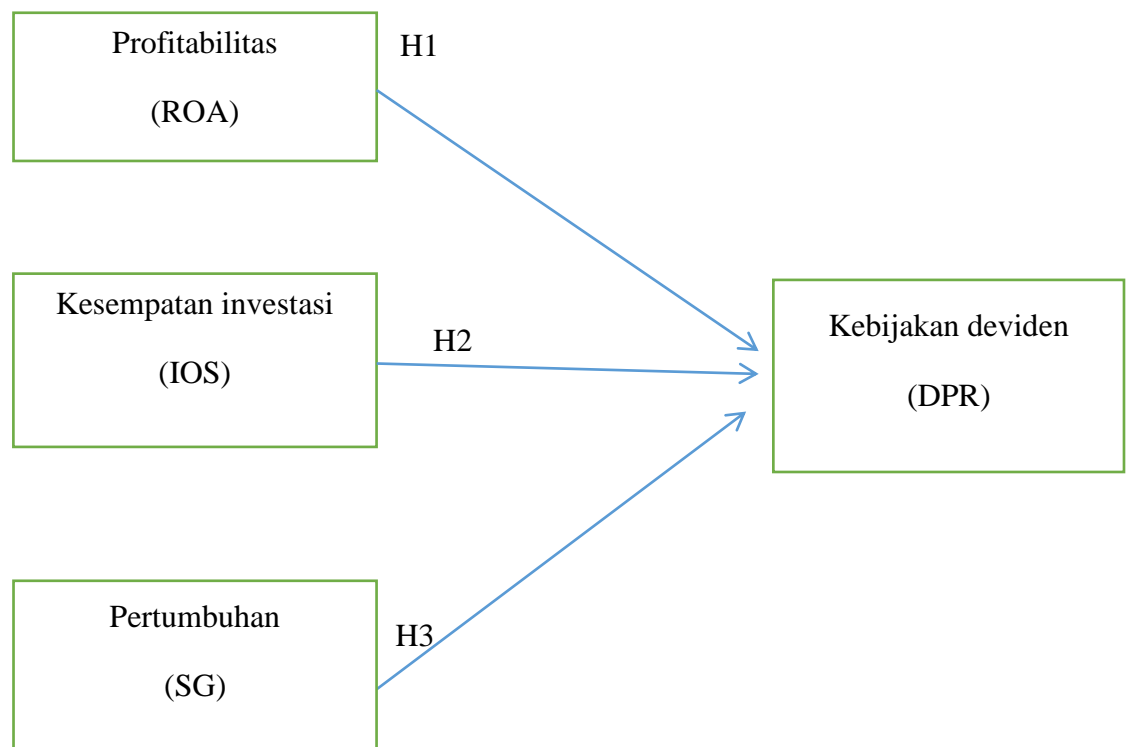 Profitabilitas
(ROA)
H1
Kesempatan investasi
(IOS)
H2
Kebijakan deviden
(DPR)
Pertumbuhan
(SG)
H3